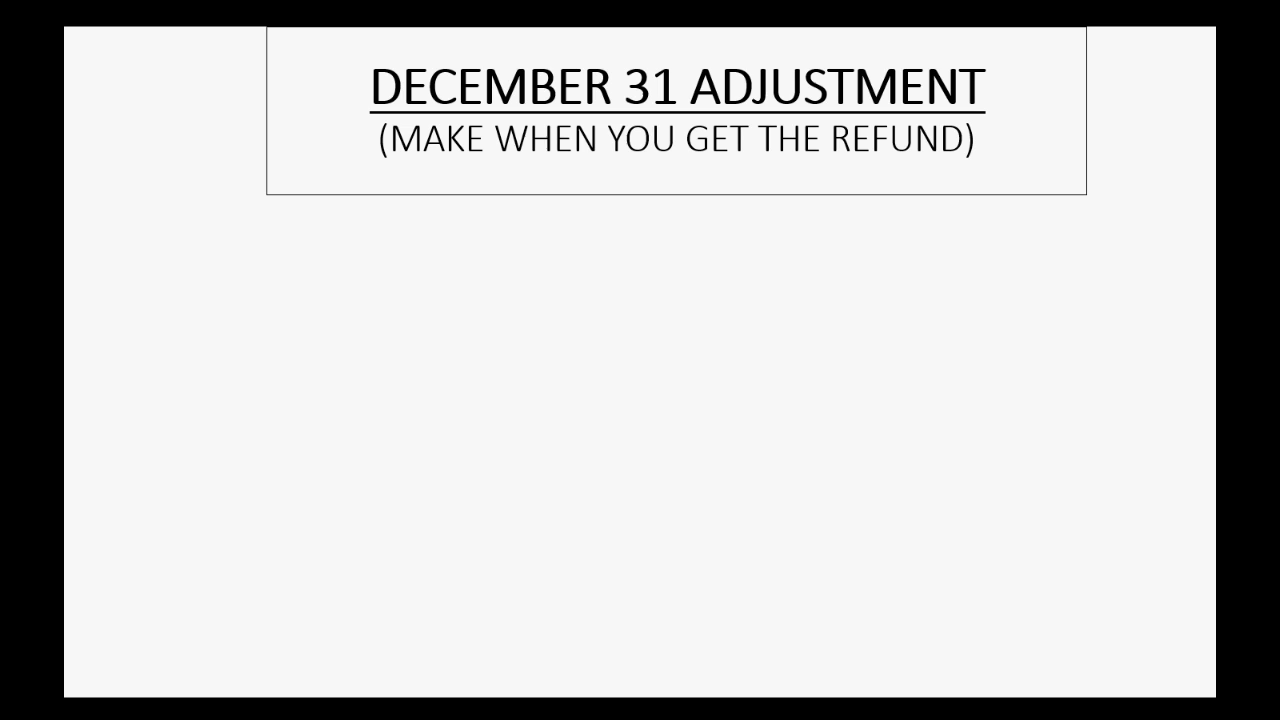 DECEMBER 31 ADJUSTMENT
(MAKE WHEN YOU GET THE REFUND)